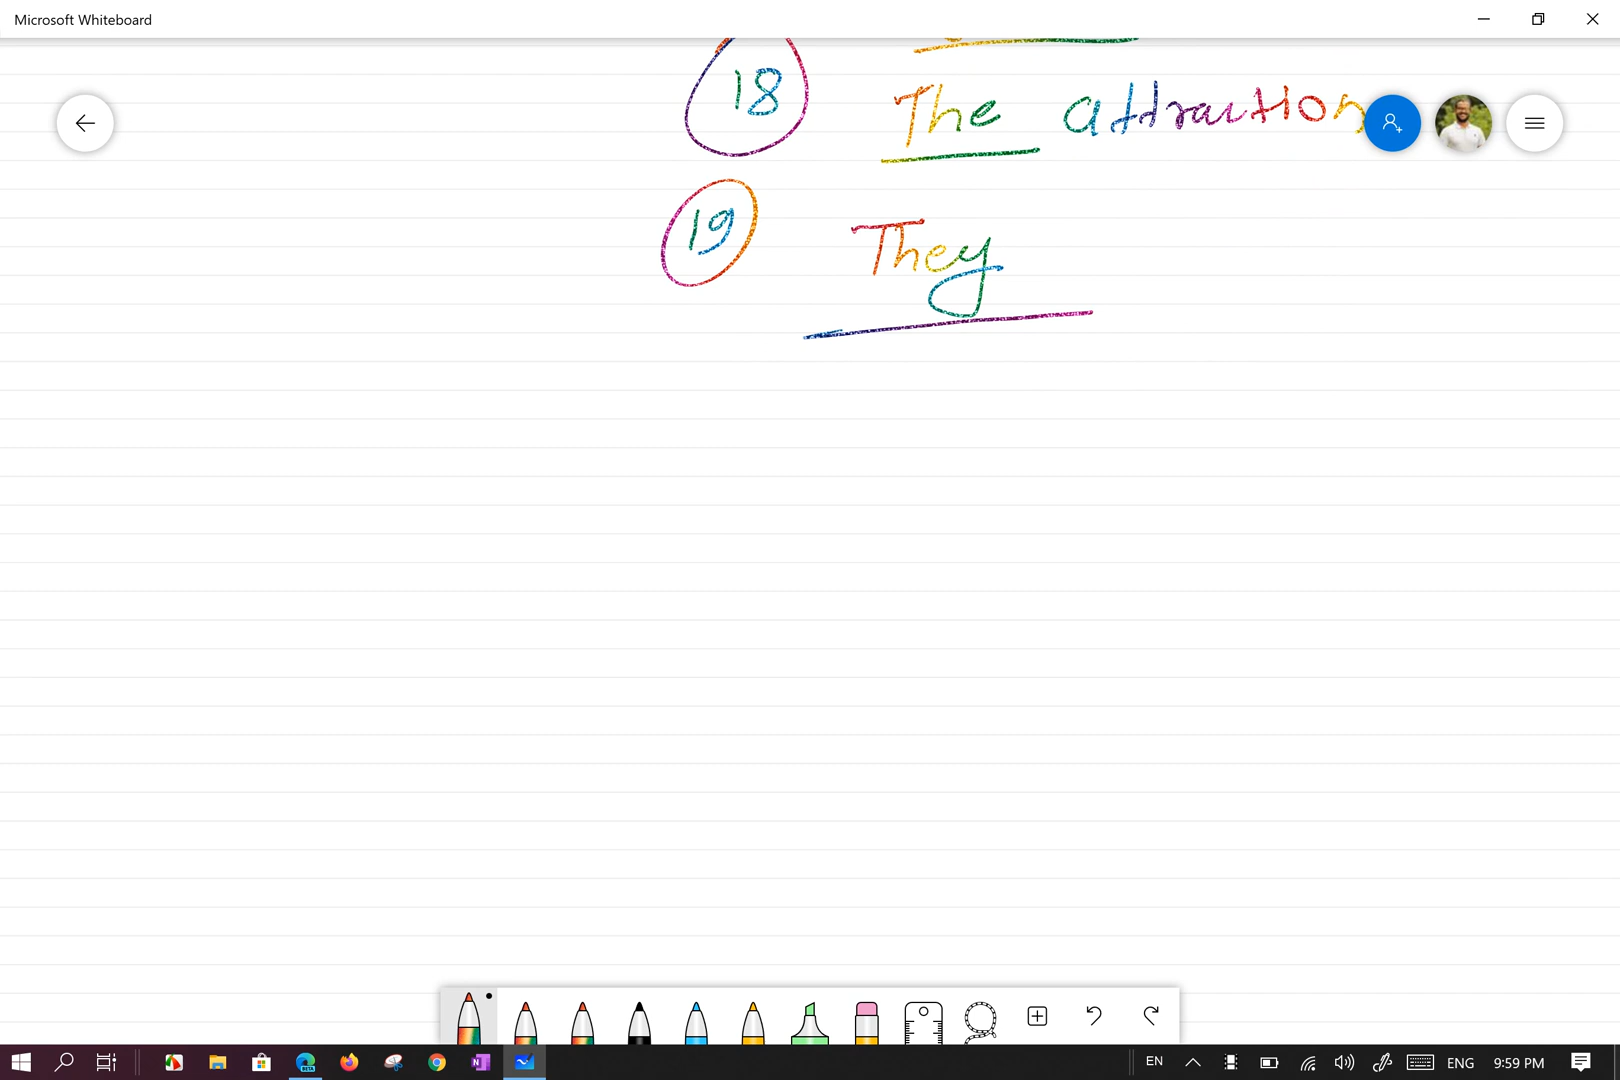 Microsoft Whiteboard
18 The attraction
19 They
EN ENG 9:59 PM